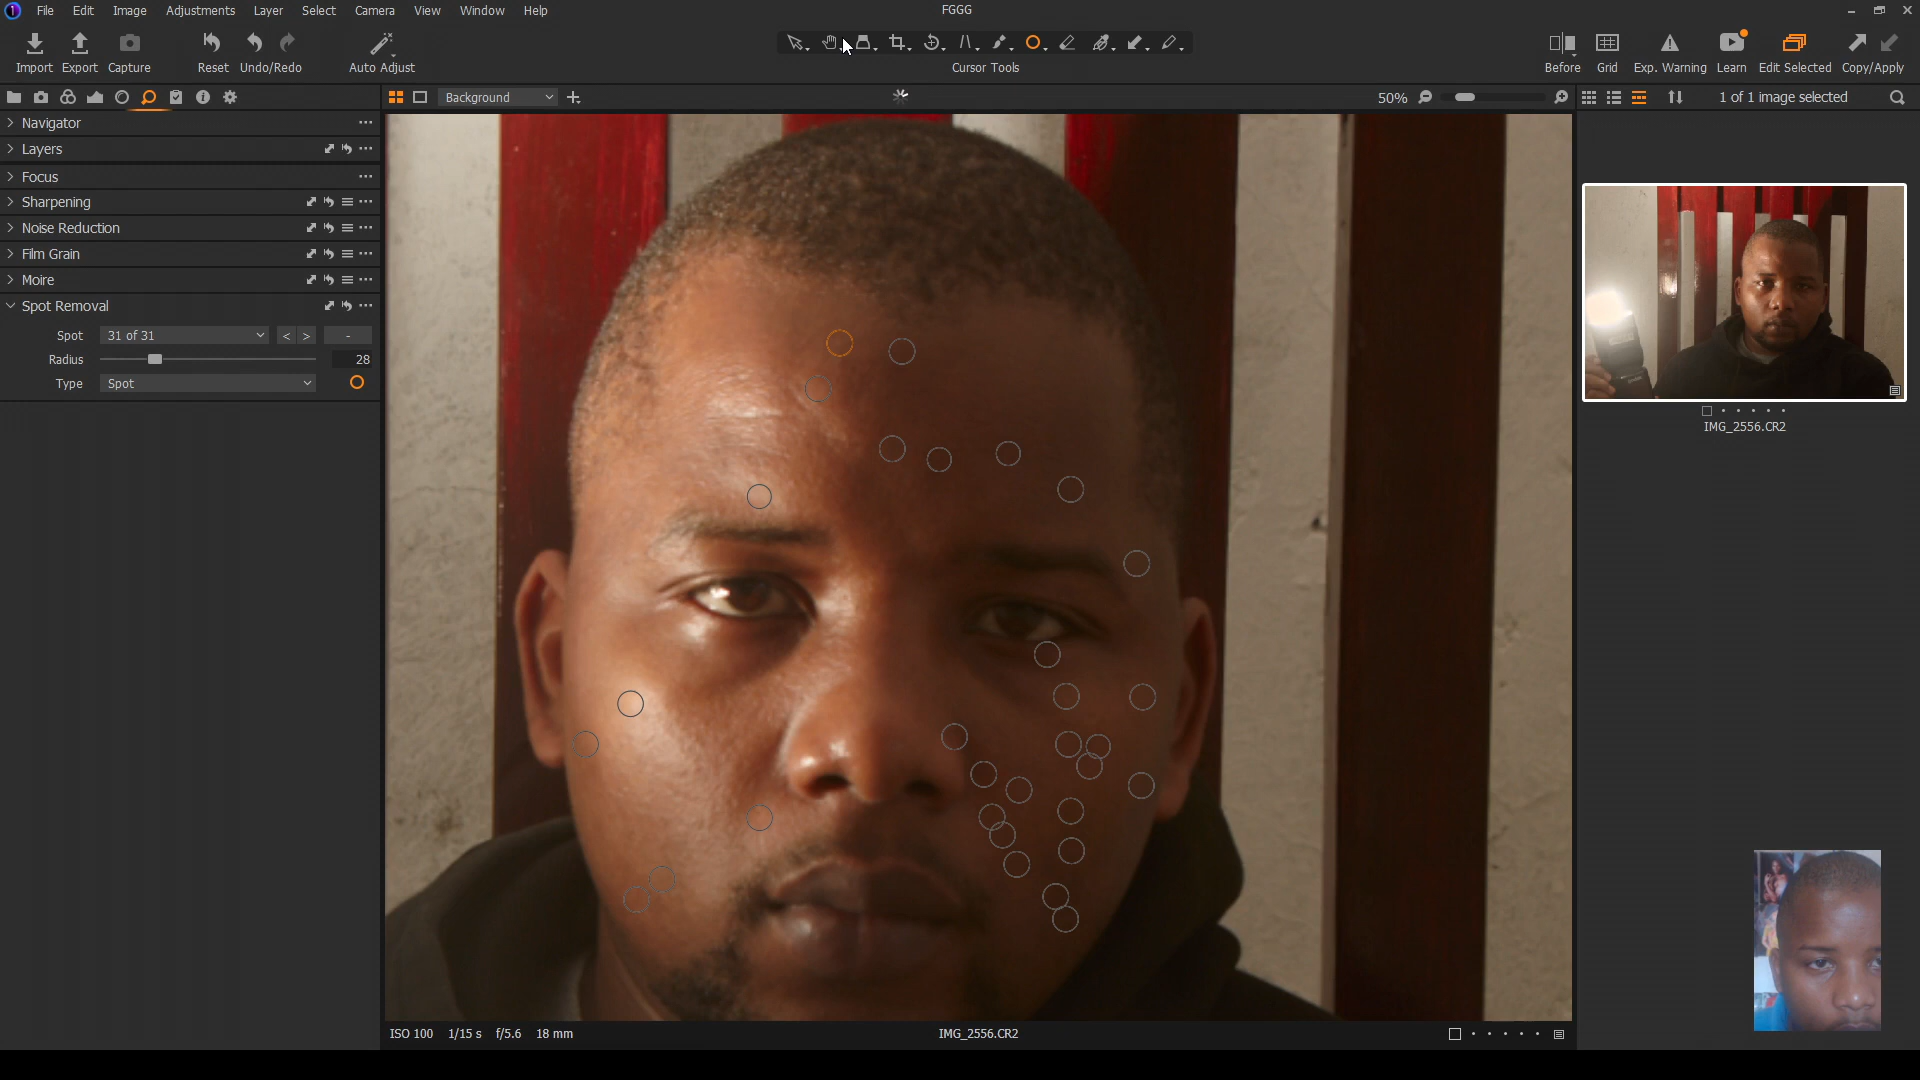 File Edit Image Adjustments Layer Select Camera View Window Help
FGGG
Import Export Capture Reset Undo/Redo Auto Adjust
Cursor Tools
Before Grid Exp. Warning Learn Edit Selected Copy/Apply
Background
50%
1 of 1 image selected
Navigator
Layers
Focus
Sharpening
Noise Reduction
Film Grain
Moire
Spot Removal
Spot 31 of 31 < > -
Radius 28
Type Spot
IMG_2556.CR2
ISO 100 1/15 s f/5.6 18 mm
IMG_2556.CR2